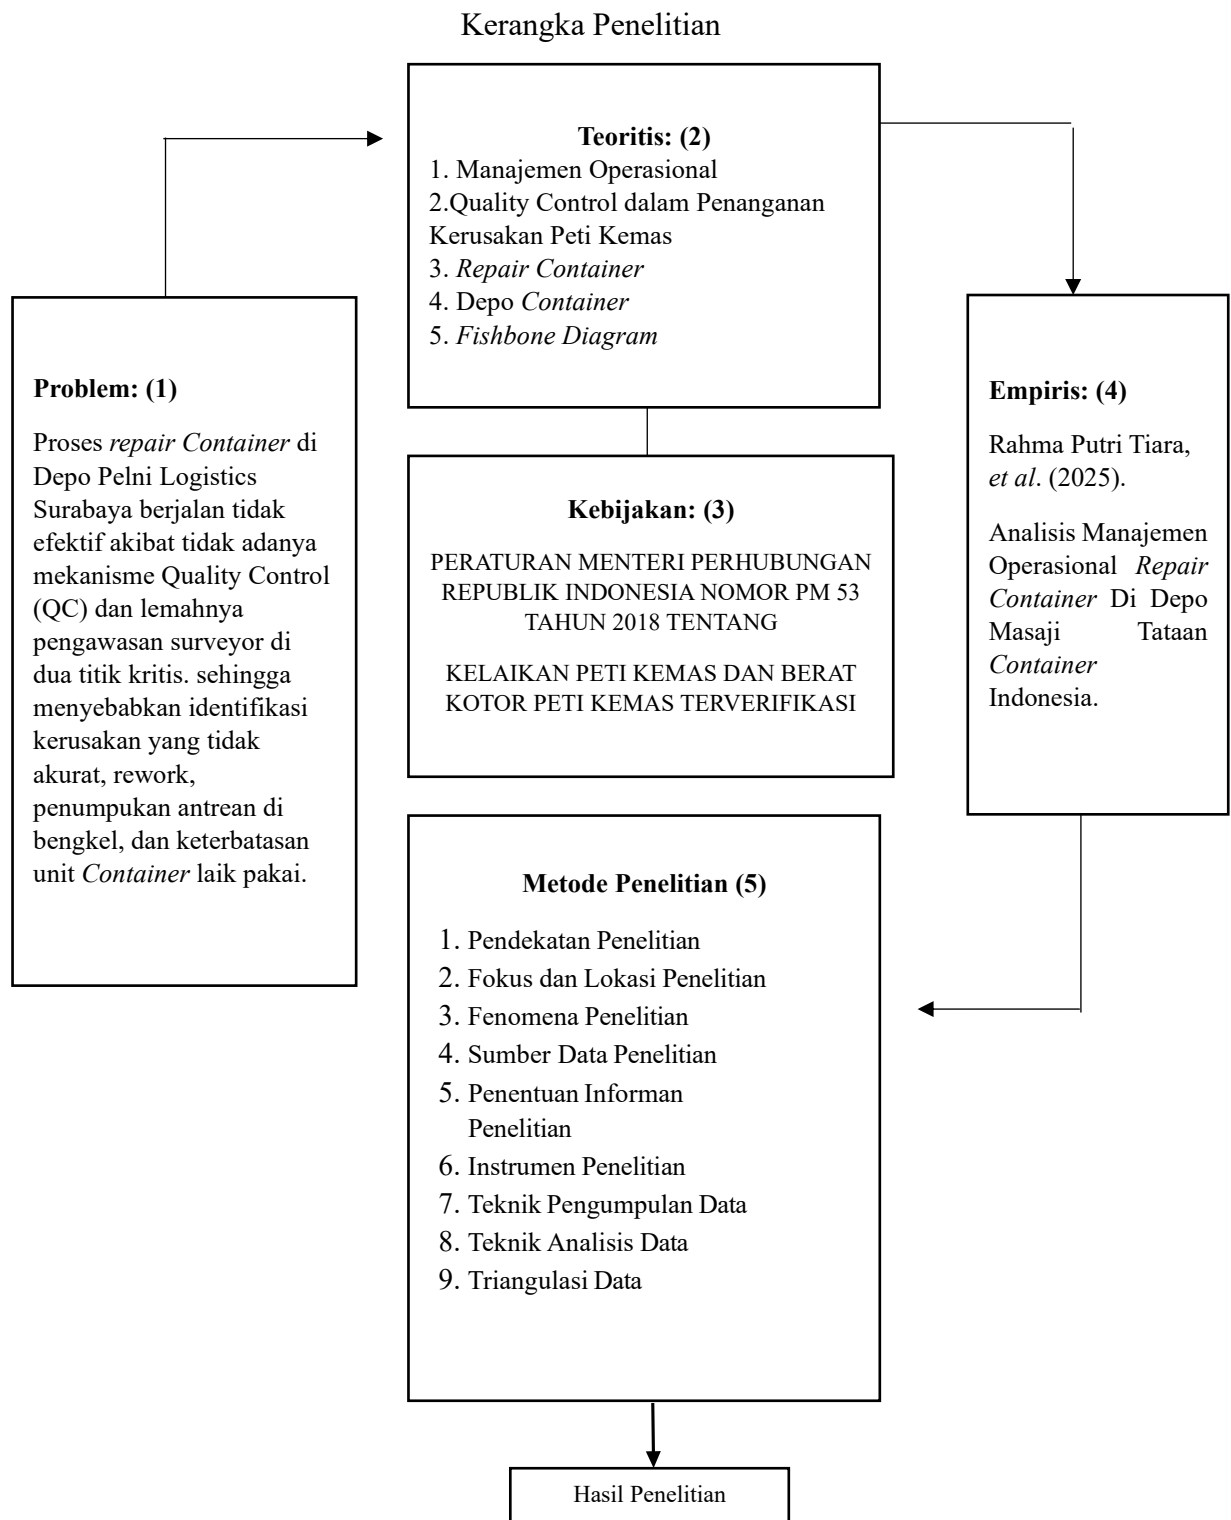 Kerangka Penelitian
Problem: (1)
Proses repair Container di
Depo Pelni Logistics
Surabaya berjalan tidak
efektif akibat tidak adanya
mekanisme Quality Control
(QC) dan lemahnya
pengawasan surveyor di
dua titik kritis. sehingga
menyebabkan identifikasi
kerusakan yang tidak
akurat, rework,
penumpukan antrean di
bengkel, dan keterbatasan
unit Container laik pakai.
Teoritis: (2)
1. Manajemen Operasional
2.Quality Control dalam Penanganan
Kerusakan Peti Kemas
3. Repair Container
4. Depo Container
5. Fishbone Diagram
Kebijakan: (3)
PERATURAN MENTERI PERHUBUNGAN
REPUBLIK INDONESIA NOMOR PM 53
TAHUN 2018 TENTANG
KELAIKAN PETI KEMAS DAN BERAT
KOTOR PETI KEMAS TERVERIFIKASI
Empiris: (4)
Rahma Putri Tiara,
et al. (2025).
Analisis Manajemen
Operasional Repair
Container Di Depo
Masaji Tataan
Container
Indonesia.
Metode Penelitian (5)
1. Pendekatan Penelitian
2. Fokus dan Lokasi Penelitian
3. Fenomena Penelitian
4. Sumber Data Penelitian
5. Penentuan Informan
Penelitian
6. Instrumen Penelitian
7. Teknik Pengumpulan Data
8. Teknik Analisis Data
9. Triangulasi Data
Hasil Penelitian